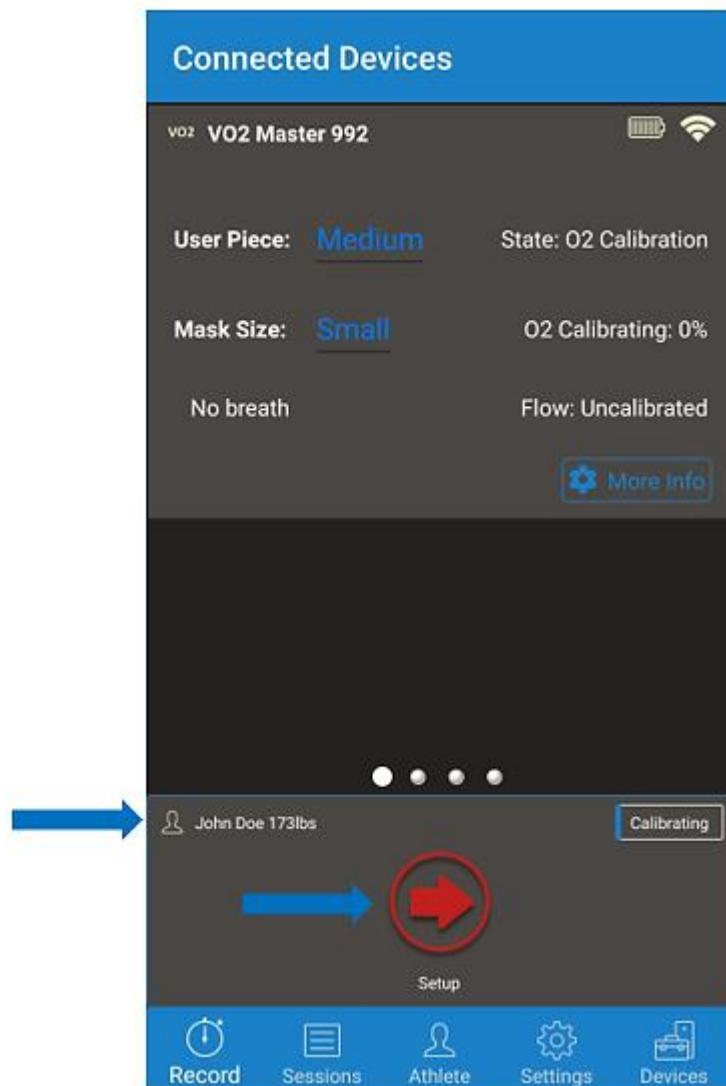 Connected Devices
VO2 VO2 Master 992
User Piece: Medium State: O2 Calibration
Mask Size: Small O2 Calibrating: 0%
No breath Flow: Uncalibrated
More Info
John Doe 173lbs Calibrating
Setup
Record Sessions Athlete Settings Devices